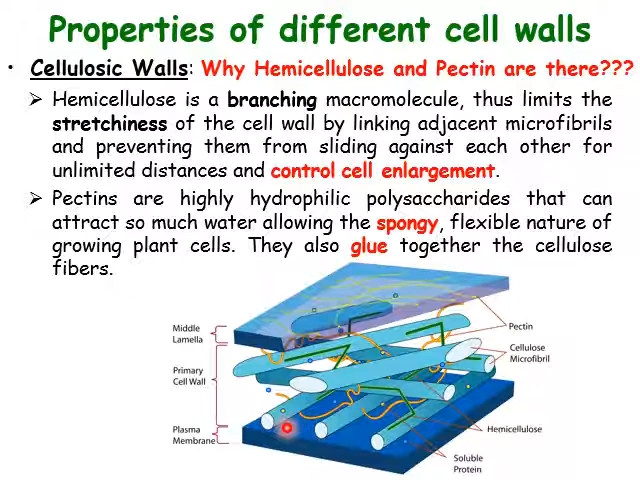 Properties of different cell walls
• Cellulosic Walls: Why Hemicellulose and Pectin are there???
➢ Hemicellulose is a branching macromolecule, thus limits the
stretchiness of the cell wall by linking adjacent microfibrils
and preventing them from sliding against each other for
unlimited distances and control cell enlargement.
➢ Pectins are highly hydrophilic polysaccharides that can
attract so much water allowing the spongy, flexible nature of
growing plant cells. They also glue together the cellulose
fibers.
Middle
Lamella
Pectin
Cellulose
Microfibril
Primary
Cell Wall
Plasma
Membrane
Hemicellulose
Soluble
Protein